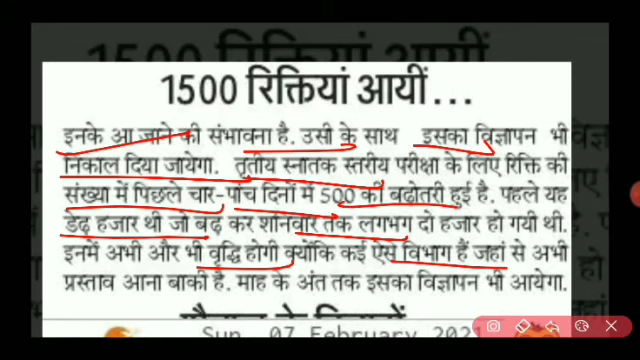 1500 रिक्तियां आयीं...
इनके आ जाने की संभावना है. उसी के साथ इसका विज्ञापन भी
निकाल दिया जायेगा. तृतीय स्नातक स्तरीय परीक्षा के लिए रिक्ति की
संख्या में पिछले चार-पांच दिनों में 500 की बढ़ोतरी हुई है. पहले यह
डेढ़ हजार थी जो बढ़ कर शनिवार तक लगभग दो हजार हो गयी थी.
इनमें अभी और भी वृद्धि होगी क्योंकि कई ऐसे विभाग हैं जहां से अभी
प्रस्ताव आना बाकी है. माह के अंत तक इसका विज्ञापन भी आयेगा.
Sun, 07 February 2021